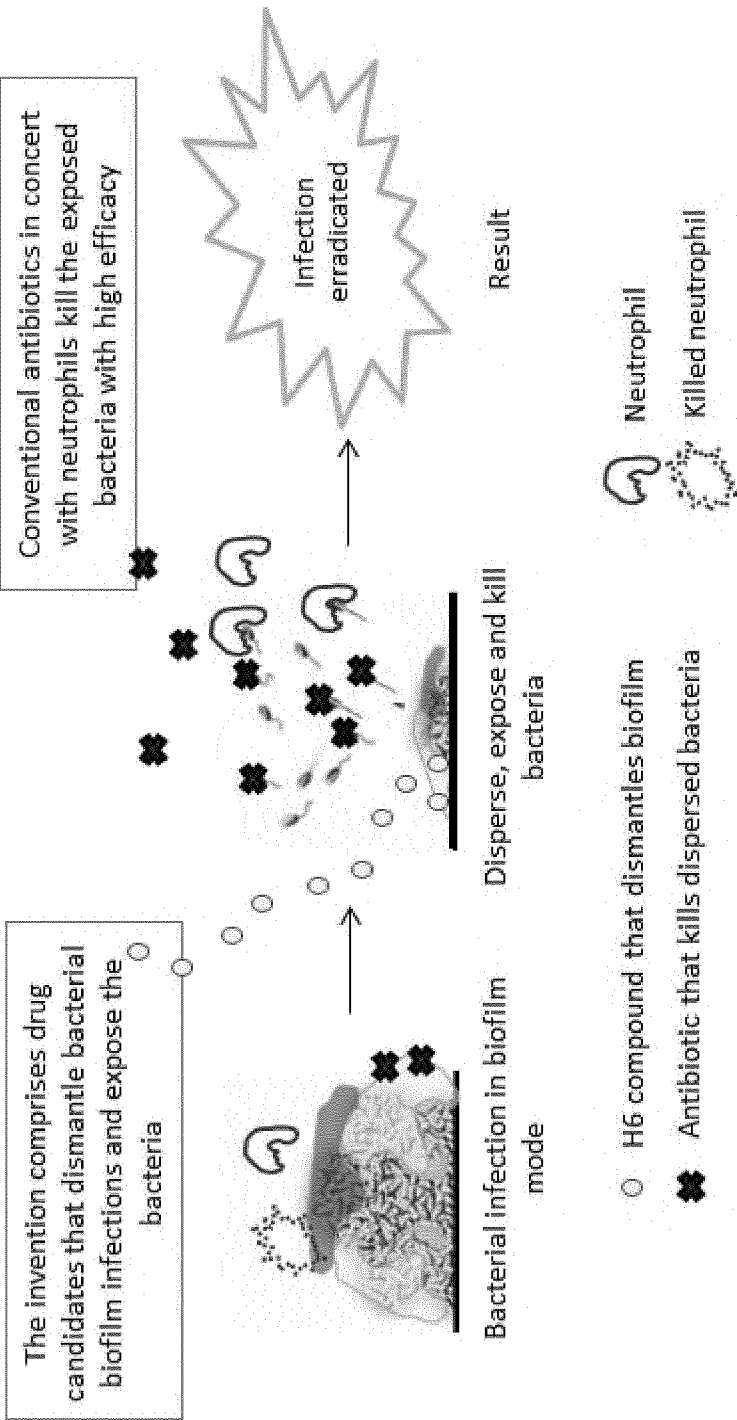 The invention comprises drug
candidates that dismantle bacterial
biofilm infections and expose the
bacteria
Conventional antibiotics in concert
with neutrophils kill the exposed
bacteria with high efficacy
Infection
erradicated
Bacterial infection in biofilm
mode
Disperse, expose and kill
bacteria
Result
H6 compound that dismantles biofilm
Antibiotic that kills dispersed bacteria
Neutrophil
Killed neutrophil